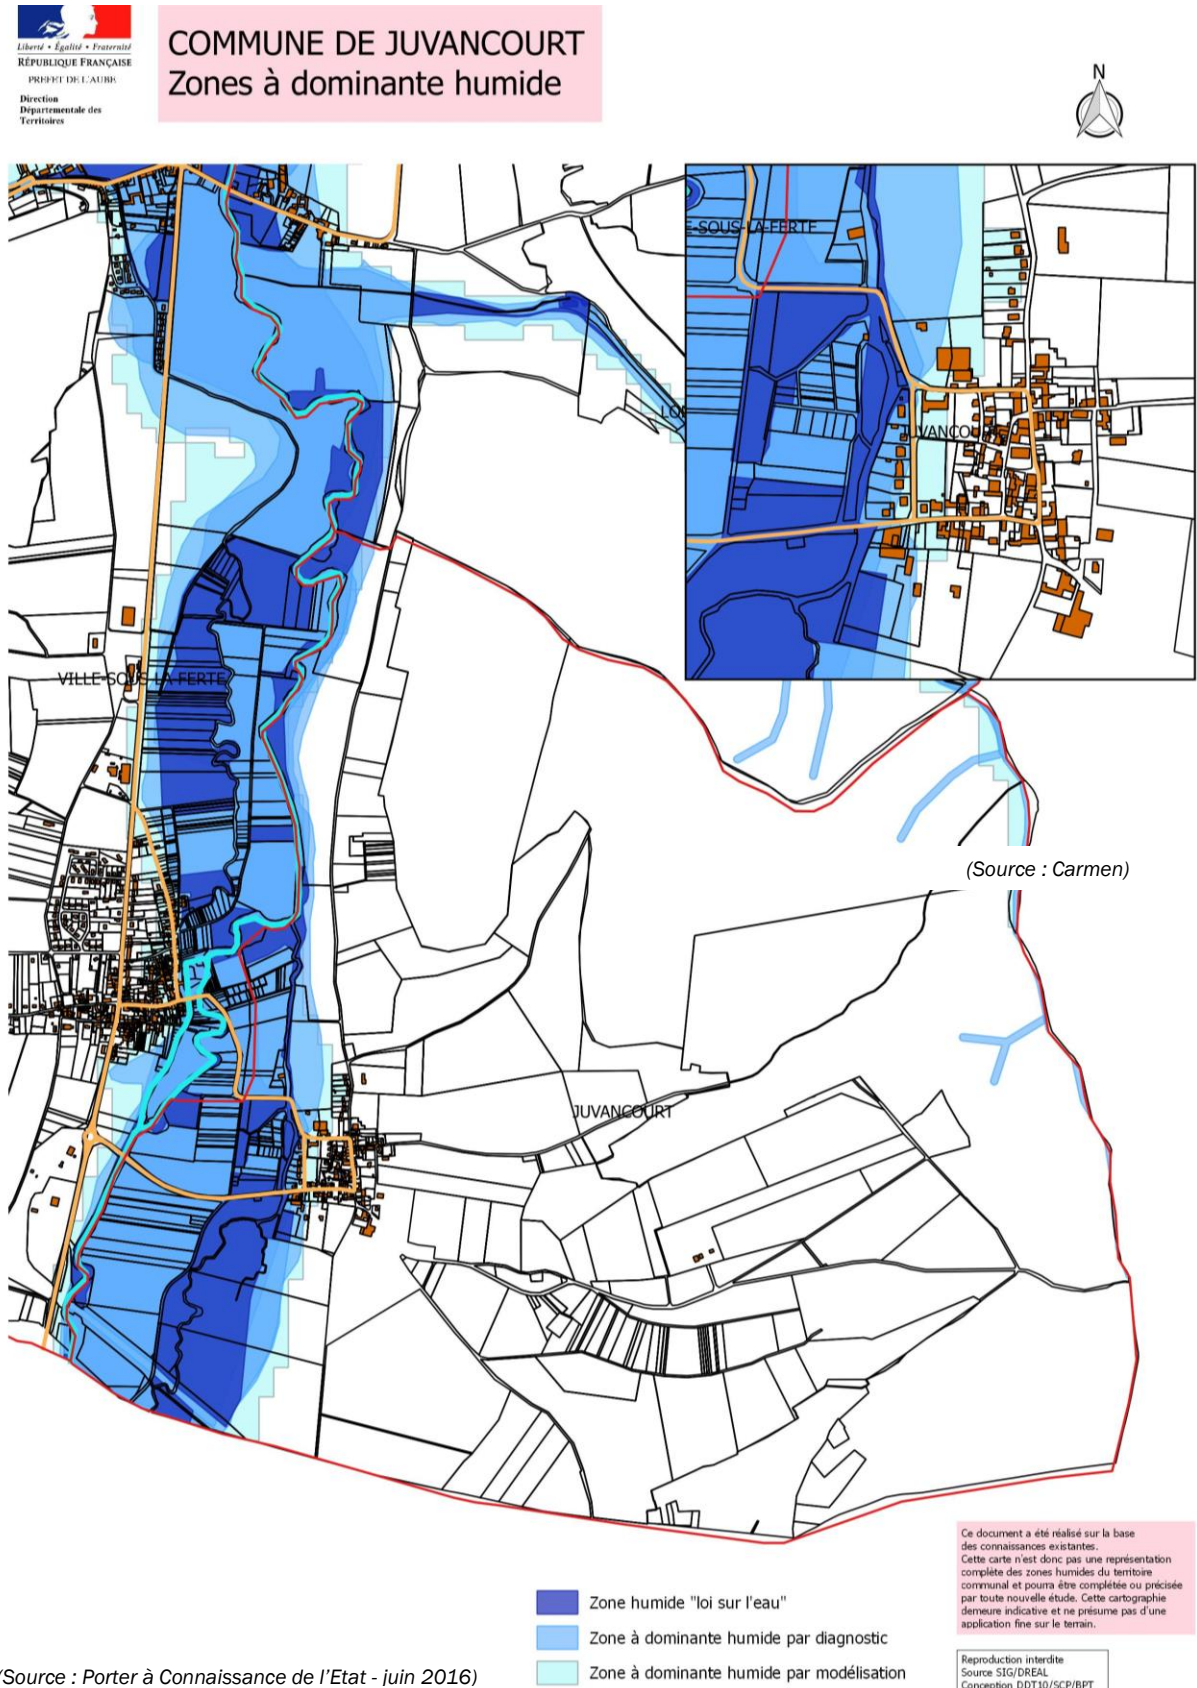 Liberté • Égalité • Fraternité
RÉPUBLIQUE FRANÇAISE
PREFET DE L'AUBE
Direction
Départementale des
Territoires
COMMUNE DE JUVANCOURT
Zones à dominante humide
N
E-SOUS-LA-FERTE
JUVANCOURT
VILLE-SOUS-LA-FERTE
(Source : Carmen)
JUVANCOURT
Ce document a été réalisé sur la base
des connaissances existantes.
Cette carte n'est donc pas une représentation
complète des zones humides du territoire
communal et pourra être complétée ou précisée
par toute nouvelle étude. Cette cartographie
demeure indicative et ne présume pas d'une
application fine sur le terrain.
Zone humide "loi sur l'eau"
Zone à dominante humide par diagnostic
Zone à dominante humide par modélisation
Reproduction interdite
Source SIG/DREAL
Conception DDT10/SCP/BPT
(Source : Porter à Connaissance de l'Etat - juin 2016)